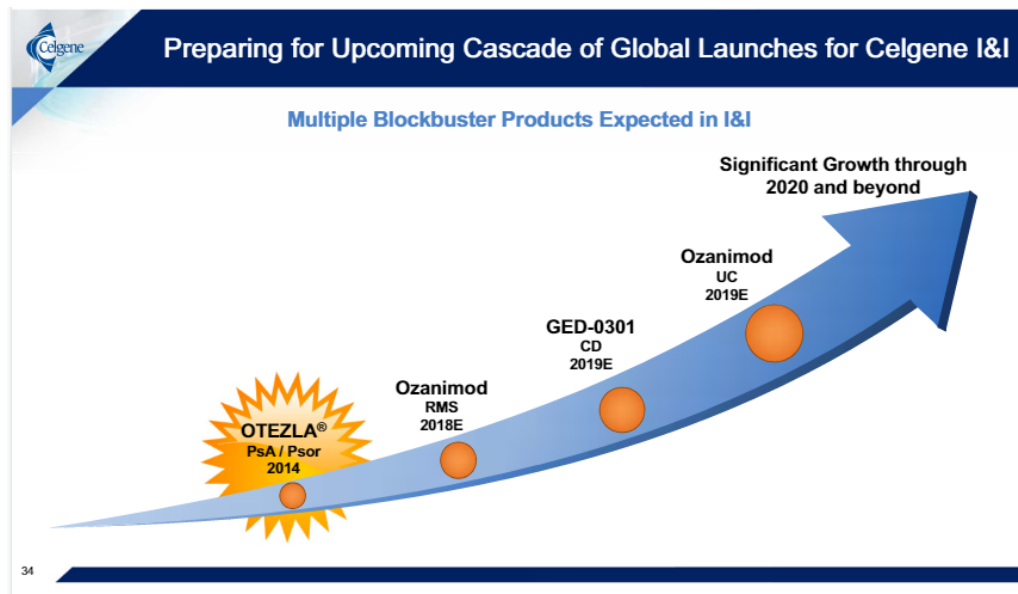 Celgene
Preparing for Upcoming Cascade of Global Launches for Celgene I&I
Multiple Blockbuster Products Expected in I&I
Significant Growth through
2020 and beyond
Ozanimod
UC
2019E
GED-0301
CD
2019E
Ozanimod
RMS
2018E
OTEZLA®
PsA / Psor
2014
34